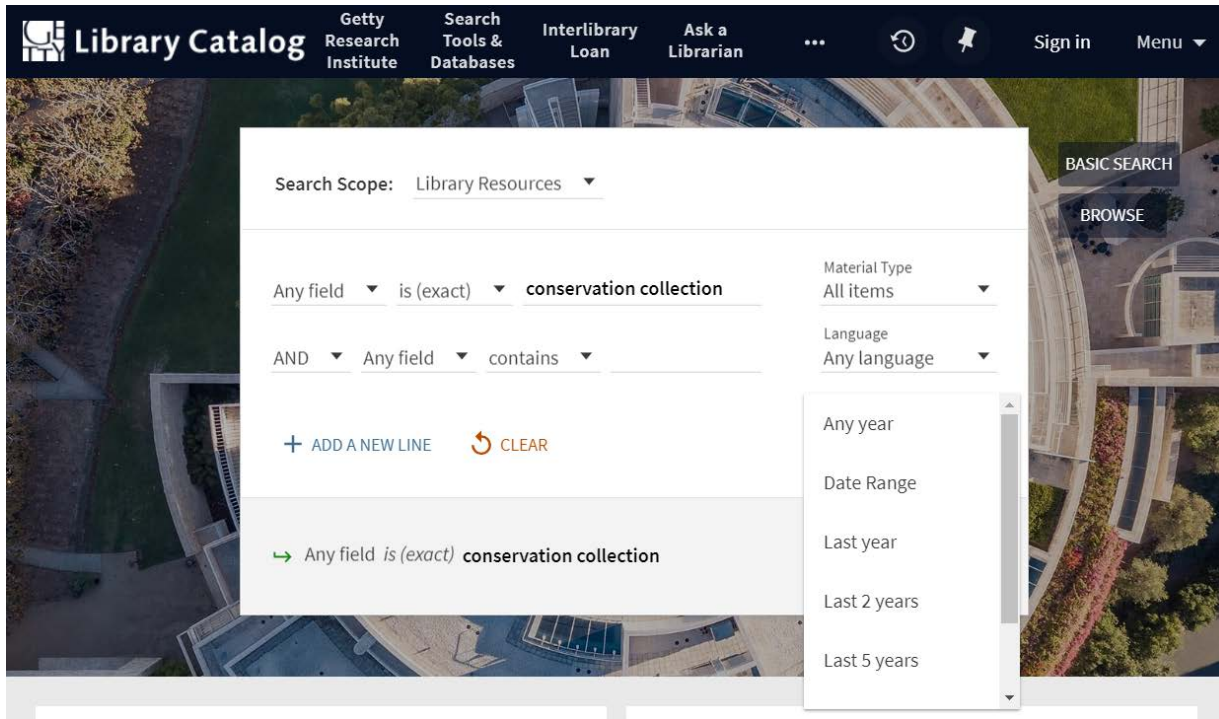 Library Catalog
Getty
Research
Institute
Search
Tools &
Databases
Interlibrary
Loan
Ask a
Librarian
Sign in
Menu
BASIC SEARCH
BROWSE
Search Scope: Library Resources
Any field is (exact) conservation collection
Material Type
All items
AND Any field contains
Language
Any language
Any year
Date Range
Last year
Last 2 years
Last 5 years
+ ADD A NEW LINE CLEAR
Any field is (exact) conservation collection